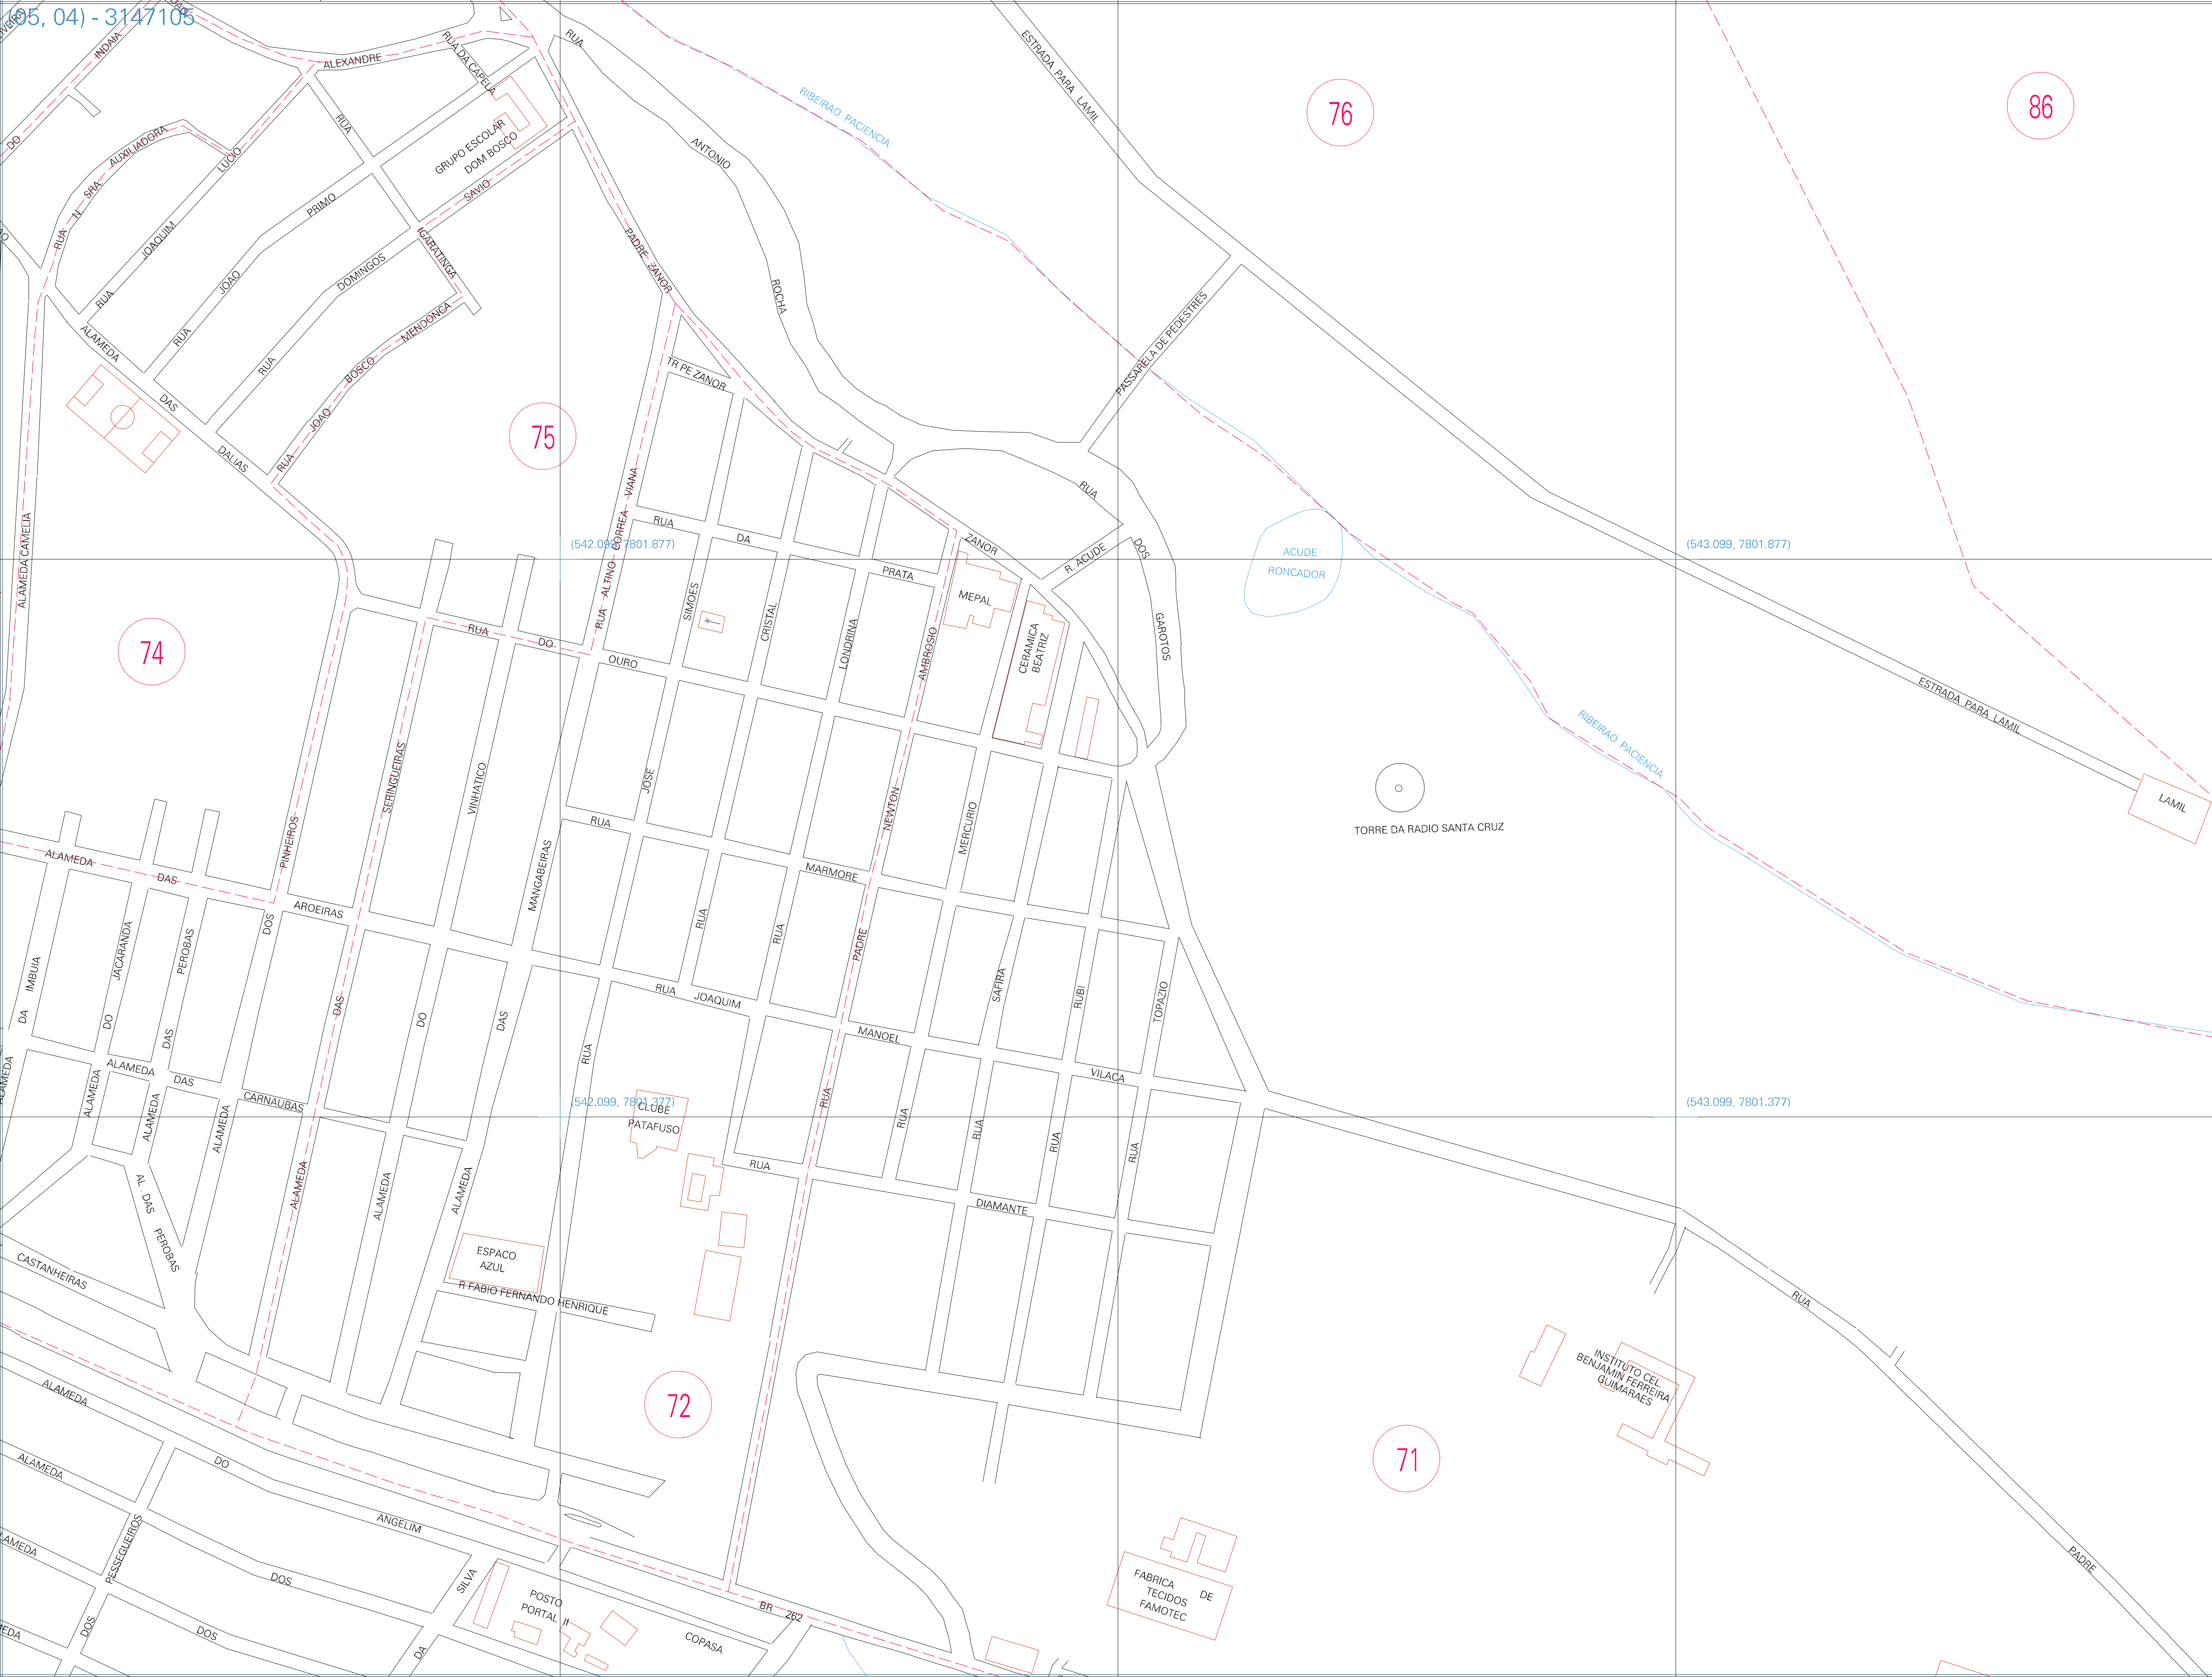 (05, 04) - 3147105
INDAIA
DO
ALEXANDRE
RUA DA CAPELA
RUA
ANTONIO
ROCHA
RIBEIRAO PACIENCIA
ESTRADA PARA LAMIL
76
86
RUA
GRUPO ESCOLAR
DOM BOSCO
SAVIO
IGARATINGA
RUA N SRA AUXILIADORA
RUA JOAQUIM LUCIO
RUA JOAO PRIMO
RUA DOMINGOS
RUA JOAO BOSCO MENDONCA
ALAMEDA DAS DALIAS
ALAMEDA CAMELIA
PADRE ZANOR
TR PE ZANOR
PASSARELA DE PEDESTRES
75
74
RUA ALTINO CORREA VIANA
(542.099, 7801.877)
(543.099, 7801.877)
RUA DA PRATA
ZANOR
R. ACUDE
RUA DOS GAROTOS
ACUDE
RONCADOR
MEPAL
CERAMICA
BEATRIZ
SIMOES
CRISTAL
LONDRINA
AMBROSIO
RUA DO OURO
ESTRADA PARA LAMIL
RIBEIRAO PACIENCIA
LAMIL
TORRE DA RADIO SANTA CRUZ
SERINGUEIRAS
VINHATICO
MANGABEIRAS
PINHEIROS
JOSE
NEWTON
MERCURIO
RUA MARMORE
ALAMEDA DAS AROEIRAS
IMBUIA
DA
JACARANDA
DO
PEROBAS
DAS
DOS
DAS
DO
DAS
RUA
RUA
RUA
PADRE
SAFIRA
RUBI
TOPAZIO
RUA JOAQUIM MANOEL VILACA
ALAMEDA DAS CARNAUBAS
ALAMEDA
ALAMEDA
ALAMEDA
ALAMEDA
ALAMEDA
ALAMEDA
ALAMEDA
(542.099, 7801.377)
(543.099, 7801.377)
CLUBE
PATAFUSO
RUA
RUA
RUA
RUA
RUA
RUA DIAMANTE
AL DAS PEROBAS
CASTANHEIRAS
ESPACO
AZUL
R FABIO FERNANDO HENRIQUE
72
71
RUA
PADRE
INSTITUTO CEL.
BENJAMIN FERREIRA
GUIMARAES
ALAMEDA DO ANGELIM
ALAMEDA DOS
PESSEGUEIROS
DOS
DOS
SILVA
DA
POSTO
PORTAL II
COPASA
BR 262
FABRICA DE
TECIDOS
FAMOTEC